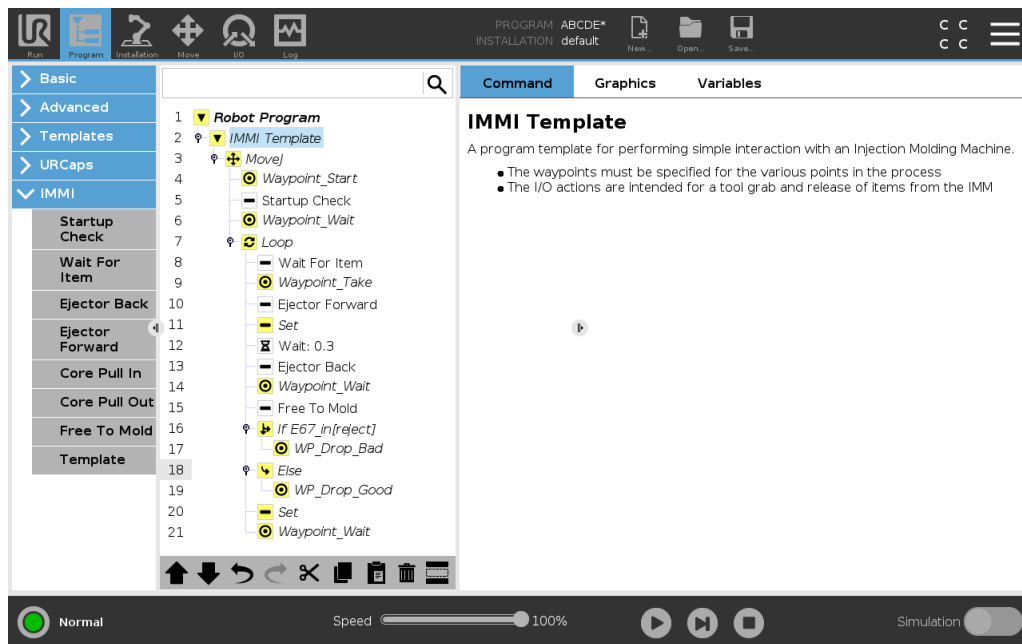 PROGRAM ABCDE*
INSTALLATION default
Run Program Installation Move I/O Log New... Open... Save...
C C
C C
Basic
Advanced
Templates
URCaps
IMMI
Startup
Check
Wait For
Item
Ejector Back
Ejector
Forward
Core Pull In
Core Pull Out
Free To Mold
Template
1 Robot Program
2 IMMI Template
3 MoveJ
4 Waypoint_Start
5 Startup Check
6 Waypoint_Wait
7 Loop
8 Wait For Item
9 Waypoint_Take
10 Ejector Forward
11 Set
12 Wait: 0.3
13 Ejector Back
14 Waypoint_Wait
15 Free To Mold
16 If E67_in[reject]
17 WP_Drop_Bad
18 Else
19 WP_Drop_Good
20 Set
21 Waypoint_Wait
Command Graphics Variables
IMMI Template
A program template for performing simple interaction with an Injection Molding Machine.
• The waypoints must be specified for the various points in the process
• The I/O actions are intended for a tool grab and release of items from the IMM
Normal
Speed 100%
Simulation